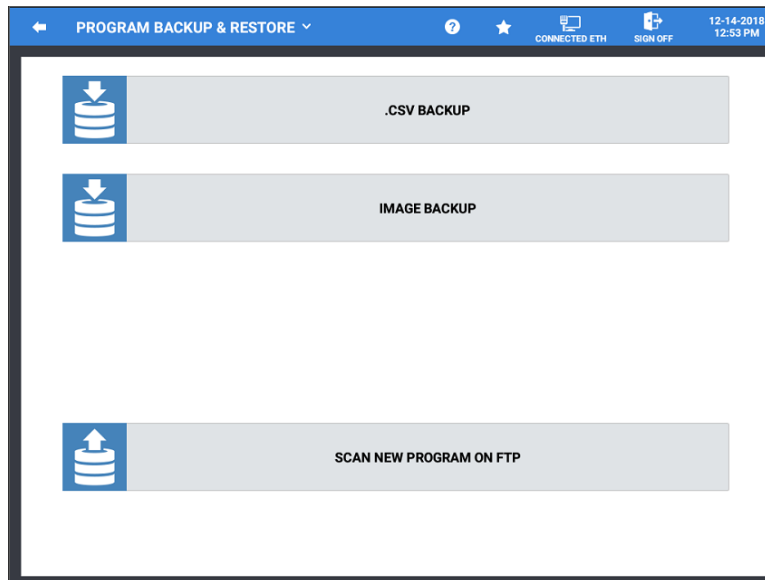 PROGRAM BACKUP & RESTORE
CONNECTED ETH
SIGN OFF
12-14-2018
12:53 PM
.CSV BACKUP
IMAGE BACKUP
SCAN NEW PROGRAM ON FTP